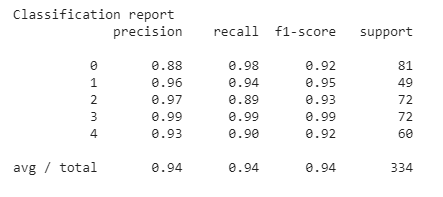 Classification report
precision recall f1-score support
0 0.88 0.98 0.92 81
1 0.96 0.94 0.95 49
2 0.97 0.89 0.93 72
3 0.99 0.99 0.99 72
4 0.93 0.90 0.92 60
avg / total 0.94 0.94 0.94 334